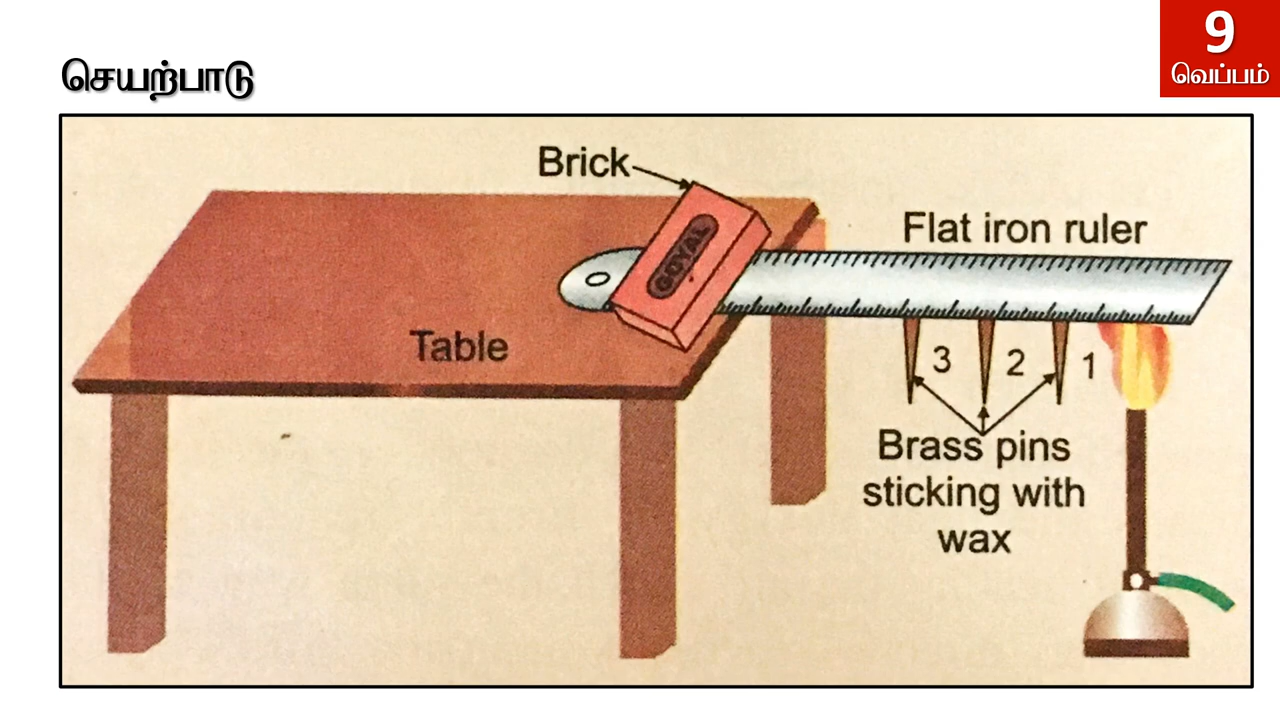 9
வெப்பம்
செயற்பாடு
Brick
GOYAL
Flat iron ruler
Table
3 2 1
Brass pins
sticking with
wax